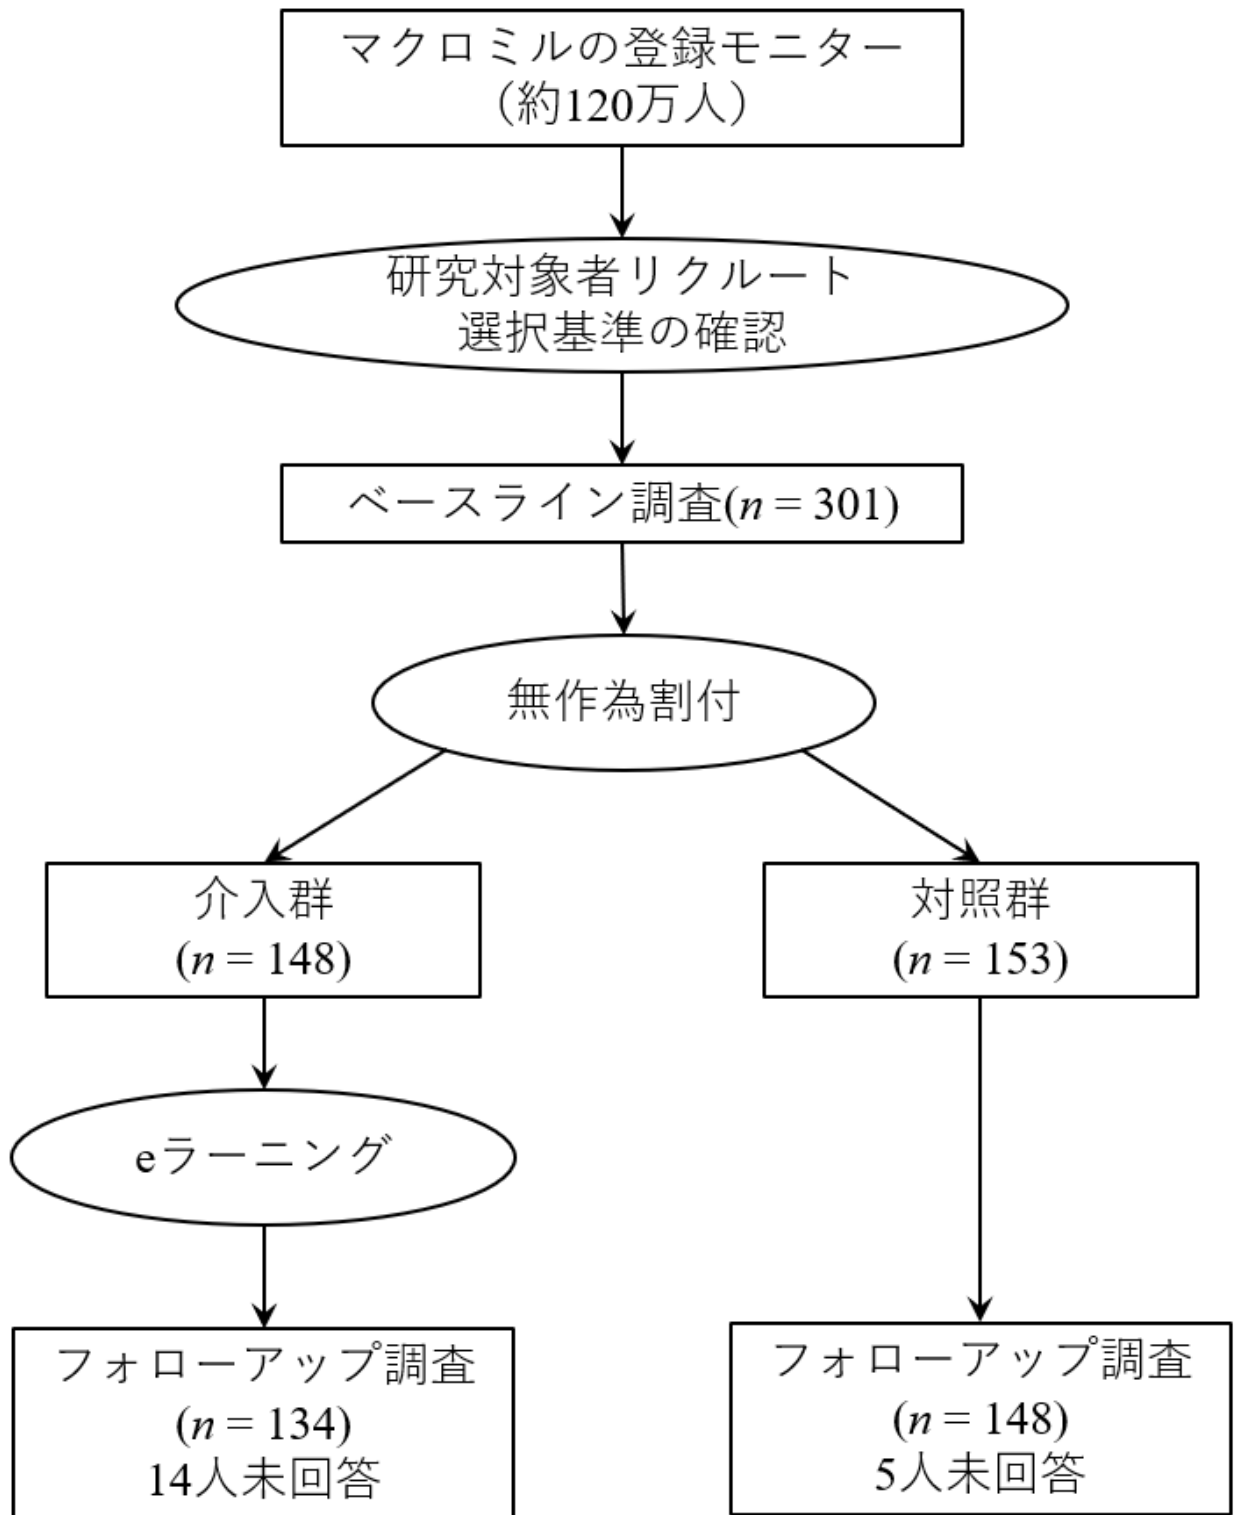 マクロミルの登録モニター
（約120万人）
研究対象者リクルート
選択基準の確認
ベースライン調査(n = 301)
無作為割付
介入群
(n = 148)
対照群
(n = 153)
eラーニング
フォローアップ調査
(n = 134)
14人未回答
フォローアップ調査
(n = 148)
5人未回答